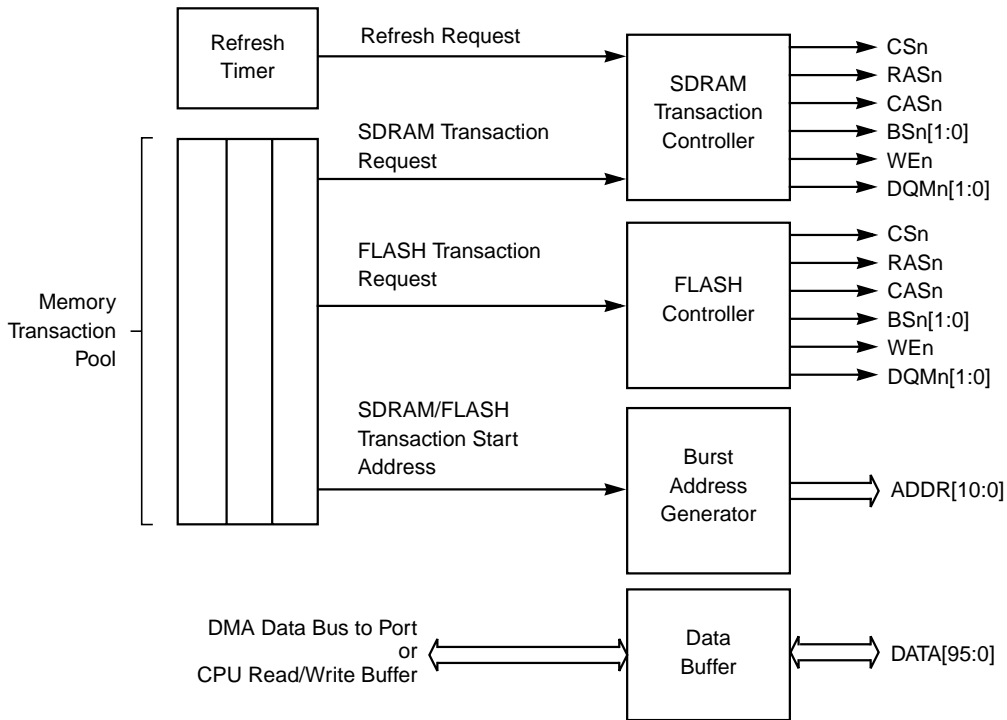 Refresh
Timer
Refresh Request
SDRAM
Transaction
Controller
CSn
RASn
CASn
BSn[1:0]
WEn
DQMn[1:0]
SDRAM Transaction
Request
FLASH Transaction
Request
FLASH
Controller
CSn
RASn
CASn
BSn[1:0]
WEn
DQMn[1:0]
Memory
Transaction
Pool
SDRAM/FLASH
Transaction Start
Address
Burst
Address
Generator
ADDR[10:0]
DMA Data Bus to Port
or
CPU Read/Write Buffer
Data
Buffer
DATA[95:0]